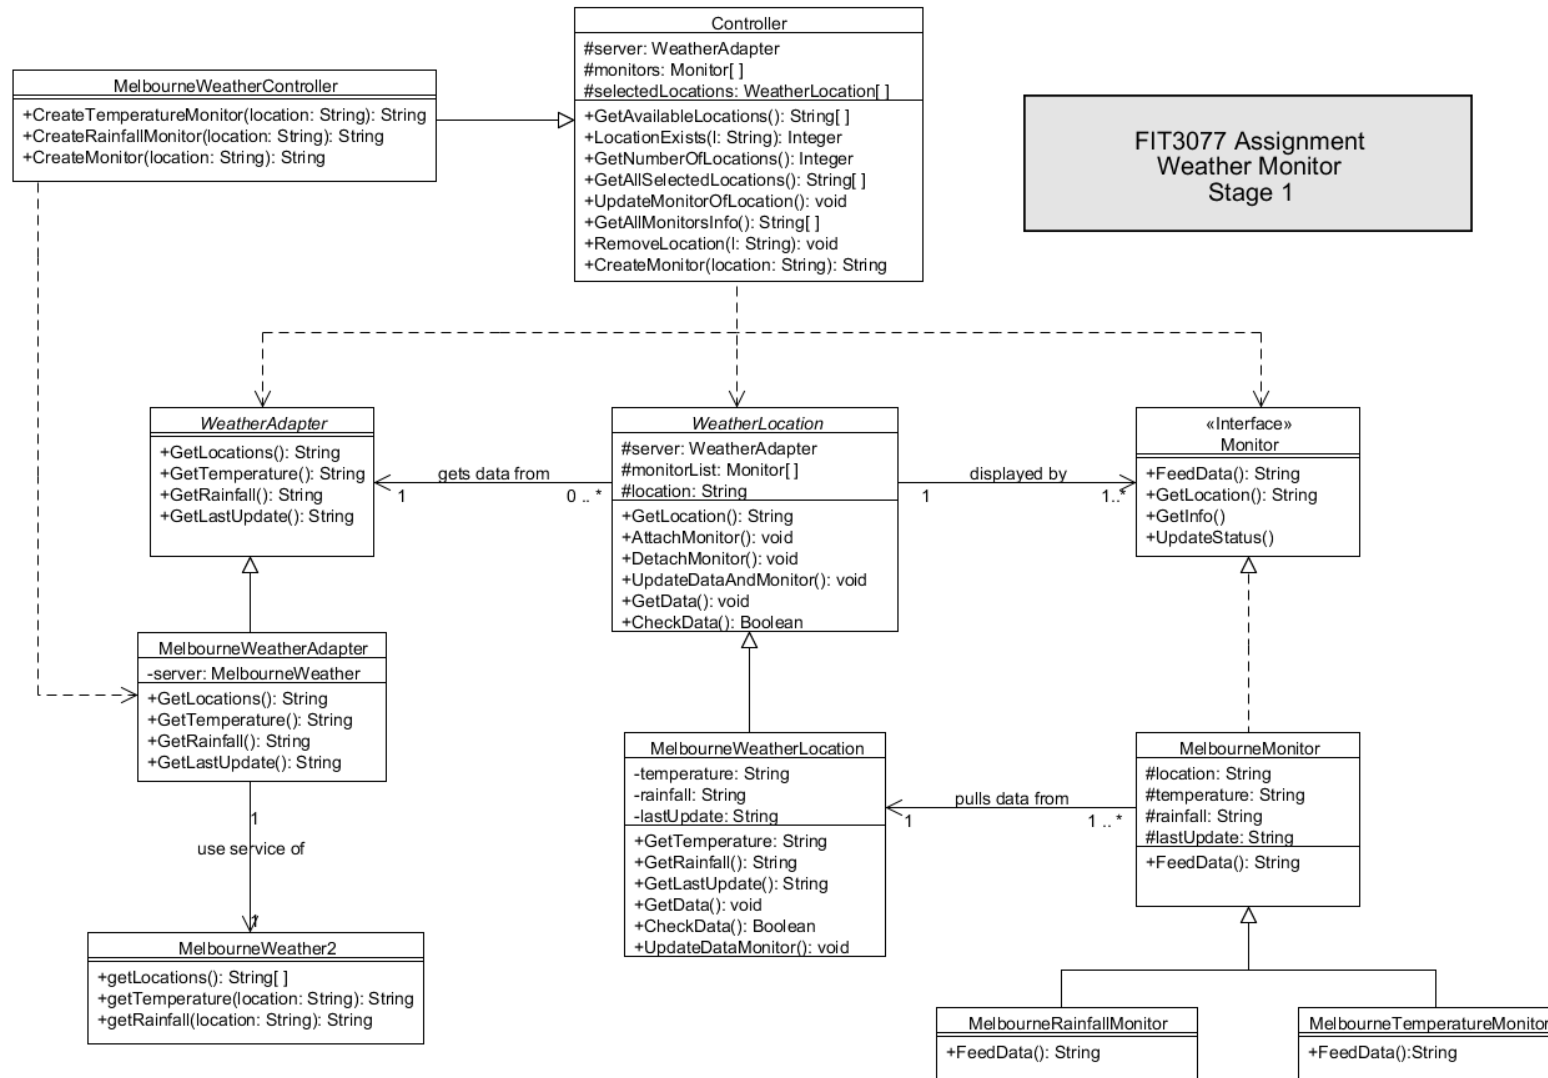 Controller
#server: WeatherAdapter
#monitors: Monitor[ ]
#selectedLocations: WeatherLocation[ ]
+GetAvailableLocations(): String[ ]
+LocationExists(l: String): Integer
+GetNumberOfLocations(): Integer
+GetAllSelectedLocations(): String[ ]
+UpdateMonitorOfLocation(): void
+GetAllMonitorsInfo(): String[ ]
+RemoveLocation(l: String): void
+CreateMonitor(location: String): String
MelbourneWeatherController
+CreateTemperatureMonitor(location: String): String
+CreateRainfallMonitor(location: String): String
+CreateMonitor(location: String): String
FIT3077 Assignment
Weather Monitor
Stage 1
WeatherAdapter
+GetLocations(): String
+GetTemperature(): String
+GetRainfall(): String
+GetLastUpdate(): String
gets data from
1
0 .. *
WeatherLocation
#server: WeatherAdapter
#monitorList: Monitor[ ]
#location: String
+GetLocation(): String
+AttachMonitor(): void
+DetachMonitor(): void
+UpdateDataAndMonitor(): void
+GetData(): void
+CheckData(): Boolean
displayed by
1
1..*
«Interface»
Monitor
+FeedData(): String
+GetLocation(): String
+GetInfo()
+UpdateStatus()
MelbourneWeatherAdapter
-server: MelbourneWeather
+GetLocations(): String
+GetTemperature(): String
+GetRainfall(): String
+GetLastUpdate(): String
1
use service of
1
MelbourneWeather2
+getLocations(): String[ ]
+getTemperature(location: String): String
+getRainfall(location: String): String
MelbourneWeatherLocation
-temperature: String
-rainfall: String
-lastUpdate: String
+GetTemperature: String
+GetRainfall(): String
+GetLastUpdate(): String
+GetData(): void
+CheckData(): Boolean
+UpdateDataMonitor(): void
pulls data from
1
1 .. *
MelbourneMonitor
#location: String
#temperature: String
#rainfall: String
#lastUpdate: String
+FeedData(): String
MelbourneRainfallMonitor
+FeedData(): String
MelbourneTemperatureMonitor
+FeedData():String